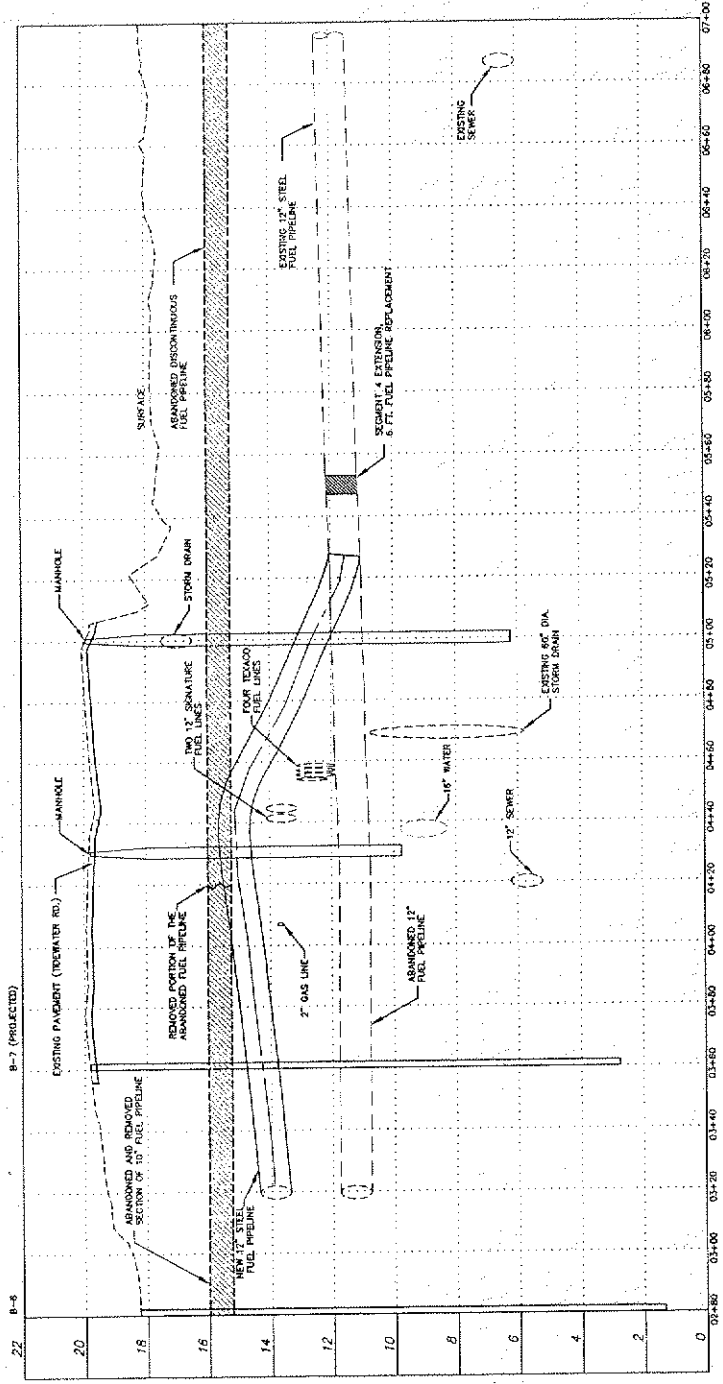 B-6
B-7 (PROJECTED)
22
20
18
16
14
12
10
8
6
4
2
0
EXISTING PAVEMENT (TIDEWATER RD.)
MANHOLE
MANHOLE
SURFACE
ABANDONED AND REMOVED
SECTION OF 10" FUEL PIPELINE
REMOVED PORTION OF THE
ABANDONED FUEL PIPELINE
TWO 12" SIGNATURE
FUEL LINES
FOUR TEXACO
FUEL LINES
STORM DRAIN
ABANDONED DISCONTINUOUS
FUEL PIPELINE
NEW 12" STEEL
FUEL PIPELINE
2" GAS LINE
EXISTING 12" STEEL
FUEL PIPELINE
SEGMENT 4 EXTENSION,
6 FT. FUEL PIPELINE REPLACEMENT
ABANDONED 12"
FUEL PIPELINE
16" WATER
12" SEWER
EXISTING 60" DIA.
STORM DRAIN
EXISTING
SEWER
02+80
03+00
03+20
03+40
03+60
03+80
04+00
04+20
04+40
04+60
04+80
05+00
05+20
05+40
05+60
05+80
06+00
06+20
06+40
06+60
06+80
07+00